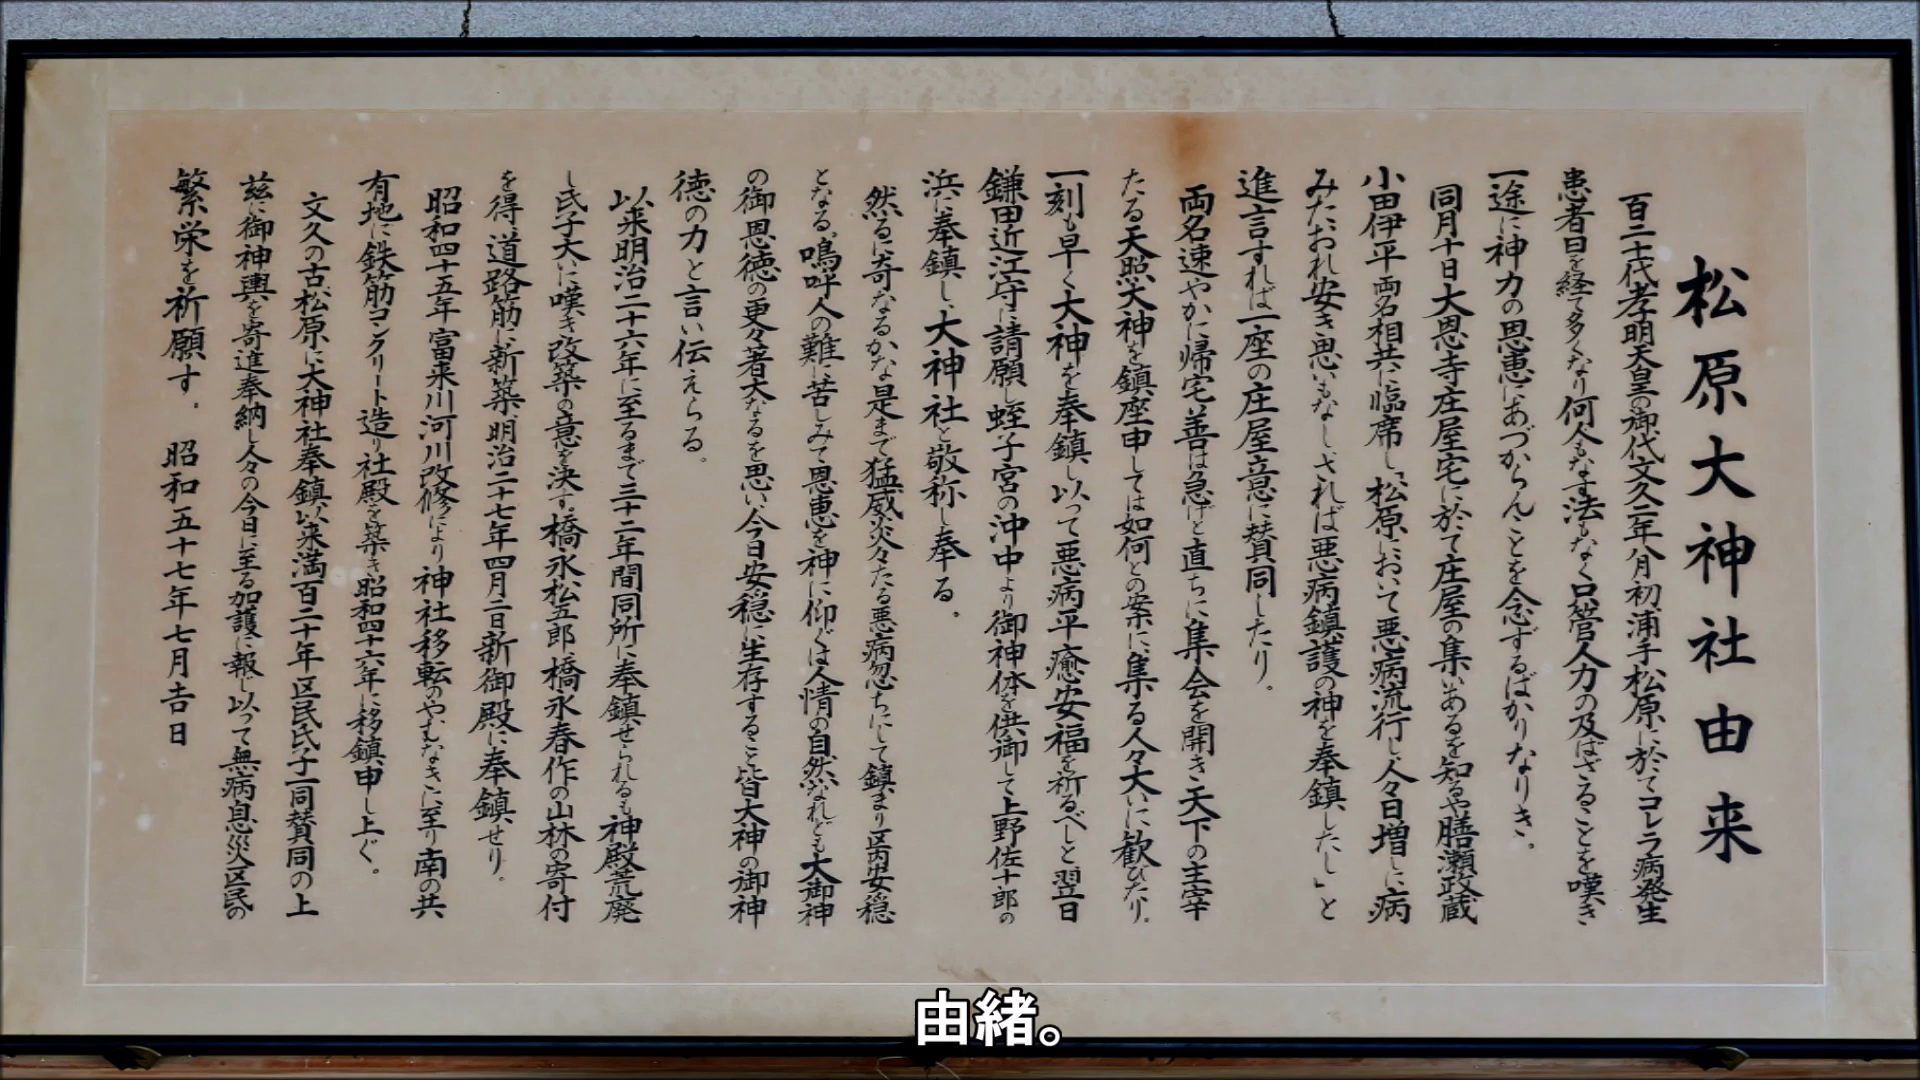 松原大神社由来
百二十代孝明天皇の御代文久二年八月初浦手松原に於てコレラ病発生
患者日を経て多くなり何人もなす法もなく只管人力の及ばざることを嘆き
一途に神力の恩恵にあづからんことを念ずるばかりなりき。
同月十日大恩寺庄屋宅に於て庄屋の集いあるを知るや膳瀬政蔵
小田伊平両名相共に臨席し「松原において悪病流行し人々日増しに病
みたおれ安き思いもなし、されば悪病鎮護の神を奉鎮したし」と
進言すれば一座の庄屋立意に賛同したり。
両名速やかに帰宅善は急げと直ちに集会を開き天下の主宰
たる天照大神を鎮座申しては如何との案に集る人々大いに歓びたり。
一刻も早く大神を奉鎮し以って悪病平癒安福を祈るべしと翌日
鎌田近江守に請願し蛭子宮の沖中より御神体を供御して上野佐十郎の
浜に奉鎮し、大神社と敬称し奉る。
然るに奇なるかな是まで猛威炎々たる悪病忽ちにして鎮まり区内安穏
となる、鳴呼人の難に苦しみて恩恵を神に仰ぐは人情の自然なれども大御神
の御恩徳の更々著大なるを思い今日安穏に生存すること皆大神の御神
徳の力と言い伝えらる。
以来明治二十六年に至るまで三十二年間同所に奉鎮せられるも神殿荒廃
し氏子大いに嘆き改築の意を決す。橋永松五郎、橋永春作の山林の寄付
を得、道路筋に新築、明治二十七年四月二日新御殿に奉鎮せり。
昭和四十五年富来川河川改修により神社移転のやむなきに至り南の共
有地に鉄筋コンクリート造り社殿を築き昭和四十六年に移鎮申し上ぐ。
文久の古、松原に大神社奉鎮以来満百二十年区民氏子一同賛同の上
茲に御神輿を寄進奉納し人々の今日に至る加護に報し以って無病息災区民の
繁栄を祈願す。 昭和五十七年七月吉日
由緒。